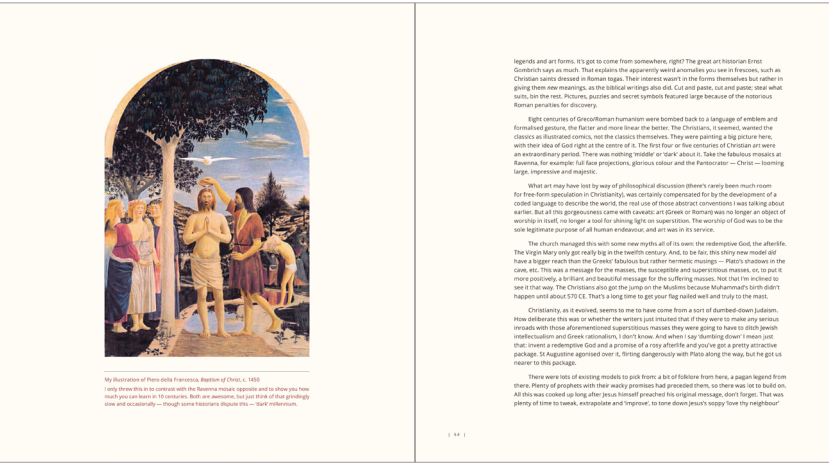 My illustration of Piero della Francesca, Baptism of Christ, c. 1450
I only threw this in to contrast with the Ravenna mosaic opposite and to show you how
much you can learn in 10 centuries. Both are awesome, but just think of that grindingly
slow and occasionally — though some historians dispute this — 'dark' millennium.
legends and art forms. It's got to come from somewhere, right? The great art historian Ernst
Gombrich says as much. That explains the apparently weird anomalies you see in frescoes, such as
Christian saints dressed in Roman togas. Their interest wasn't in the forms themselves but rather in
giving them new meanings, as the biblical writings also did. Cut and paste, cut and paste; steal what
suits, bin the rest. Pictures, puzzles and secret symbols featured large because of the notorious
Roman penalties for discovery.
Eight centuries of Greco/Roman humanism were bombed back to a language of emblem and
formalised gesture, the flatter and more linear the better. The Christians, it seemed, wanted the
classics as illustrated comics, not the classics themselves. They were painting a big picture here,
with their idea of God right at the centre of it. The first four or five centuries of Christian art were
an extraordinary period. There was nothing 'middle' or 'dark' about it. Take the fabulous mosaics at
Ravenna, for example: full face projections, glorious colour and the Pantocrator — Christ — looming
large, impressive and majestic.
What art may have lost by way of philosophical discussion (there's rarely been much room
for free-form speculation in Christianity), was certainly compensated for by the development of a
coded language to describe the world, the real use of those abstract conventions I was talking about
earlier. But all this gorgeousness came with caveats: art (Greek or Roman) was no longer an object of
worship in itself, no longer a tool for shining light on superstition. The worship of God was to be the
sole legitimate purpose of all human endeavour, and art was in its service.
The church managed this with some new myths all of its own: the redemptive God, the afterlife.
The Virgin Mary only got really big in the twelfth century. And, to be fair, this shiny new model did
have a bigger reach than the Greeks' fabulous but rather hermetic musings — Plato's shadows in the
cave, etc. This was a message for the masses, the susceptible and superstitious masses, or, to put it
more positively, a brilliant and beautiful message for the suffering masses. Not that I'm inclined to
see it that way. The Christians also got the jump on the Muslims because Muhammad's birth didn't
happen until about 570 CE. That's a long time to get your flag nailed well and truly to the mast.
Christianity, as it evolved, seems to me to have come from a sort of dumbed-down Judaism.
How deliberate this was or whether the writers just intuited that if they were to make any serious
inroads with those aforementioned superstitious masses they were going to have to ditch Jewish
intellectualism and Greek rationalism, I don't know. And when I say 'dumbing down' I mean just
that: invent a redemptive God and a promise of a rosy afterlife and you've got a pretty attractive
package. St Augustine agonised over it, flirting dangerously with Plato along the way, but he got us
nearer to this package.
There were lots of existing models to pick from: a bit of folklore from here, a pagan legend from
there. Plenty of prophets with their wacky promises had preceded them, so there was lot to build on.
All this was cooked up long after Jesus himself preached his original message, don't forget. That was
plenty of time to tweak, extrapolate and 'improve', to tone down Jesus's soppy 'love thy neighbour'